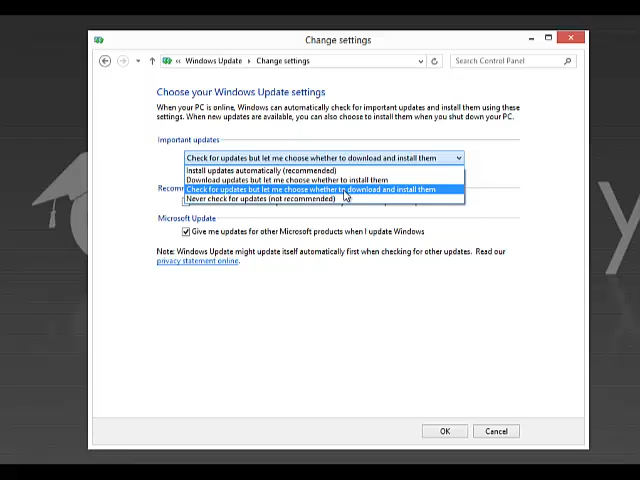 Change settings
« Windows Update › Change settings
Search Control Panel
Choose your Windows Update settings
When your PC is online, Windows can automatically check for important updates and install them using these
settings. When new updates are available, you can also choose to install them when you shut down your PC.
Important updates
Check for updates but let me choose whether to download and install them
Install updates automatically (recommended)
Download updates but let me choose whether to install them
Check for updates but let me choose whether to download and install them
Never check for updates (not recommended)
Microsoft Update
Give me updates for other Microsoft products when I update Windows
Note: Windows Update might update itself automatically first when checking for other updates. Read our
privacy statement online.
OK
Cancel